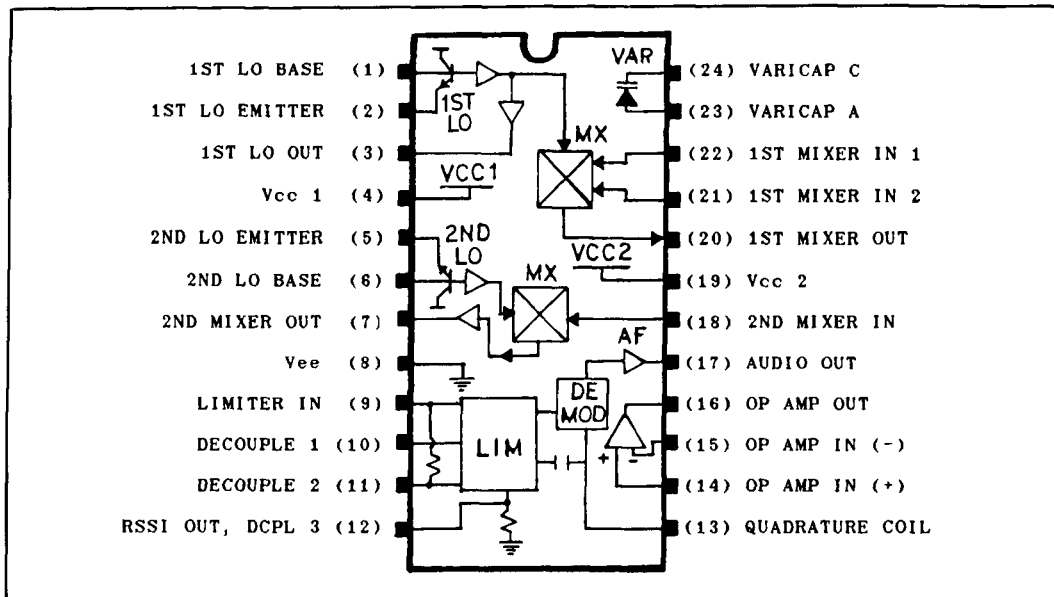 1ST LO BASE (1)
1ST LO EMITTER (2)
1ST LO OUT (3)
Vcc 1 (4)
2ND LO EMITTER (5)
2ND LO BASE (6)
2ND MIXER OUT (7)
Vee (8)
LIMITER IN (9)
DECOUPLE 1 (10)
DECOUPLE 2 (11)
RSSI OUT, DCPL 3 (12)
1ST
LO
VCC1
2ND
LO
MX
LIM
VAR
MX
VCC2
AF
DE
MOD
+ -
(24) VARICAP C
(23) VARICAP A
(22) 1ST MIXER IN 1
(21) 1ST MIXER IN 2
(20) 1ST MIXER OUT
(19) Vcc 2
(18) 2ND MIXER IN
(17) AUDIO OUT
(16) OP AMP OUT
(15) OP AMP IN (-)
(14) OP AMP IN (+)
(13) QUADRATURE COIL